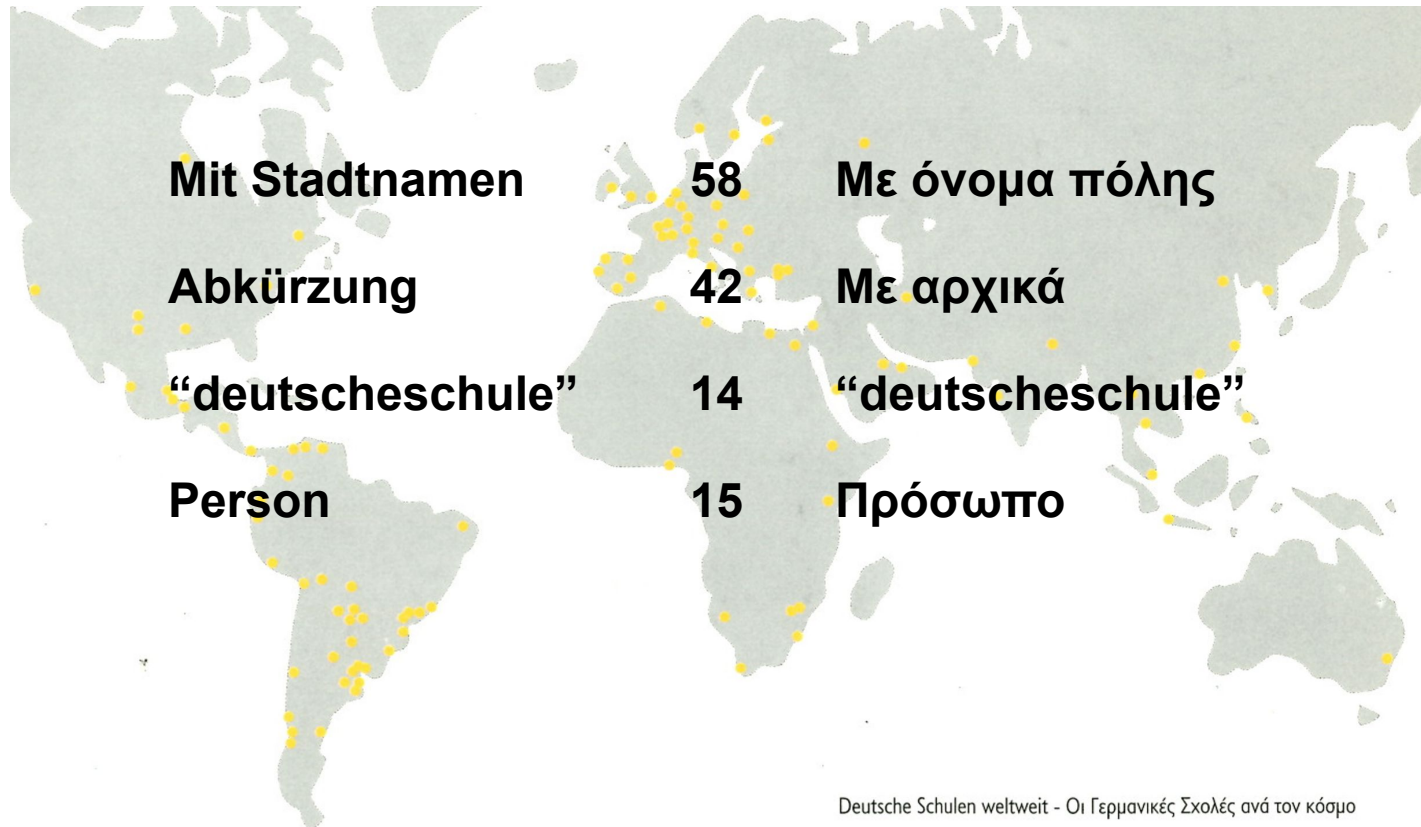 Mit Stadtnamen 58 Με όνομα πόλης
Abkürzung 42 Με αρχικά
“deutscheschule” 14 “deutscheschule”
Person 15 Πρόσωπο
Deutsche Schulen weltweit - Οι Γερμανικές Σχολές ανά τον κόσμο